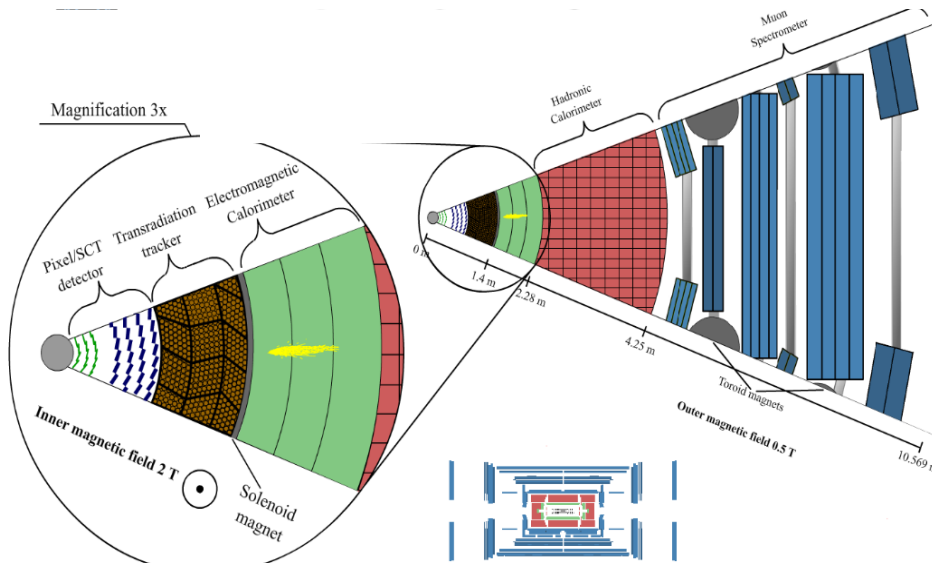 Muon
Spectrometer
Magnification 3x
Hadronic
Calorimeter
Electromagnetic
Calorimeter
Transradiation
tracker
Pixel/SCT
detector
0 m
1.4 m
2.28 m
4.25 m
10.569
Toroid magnets
Outer magnetic field 0.5 T
Inner magnetic field 2 T
Solenoid
magnet